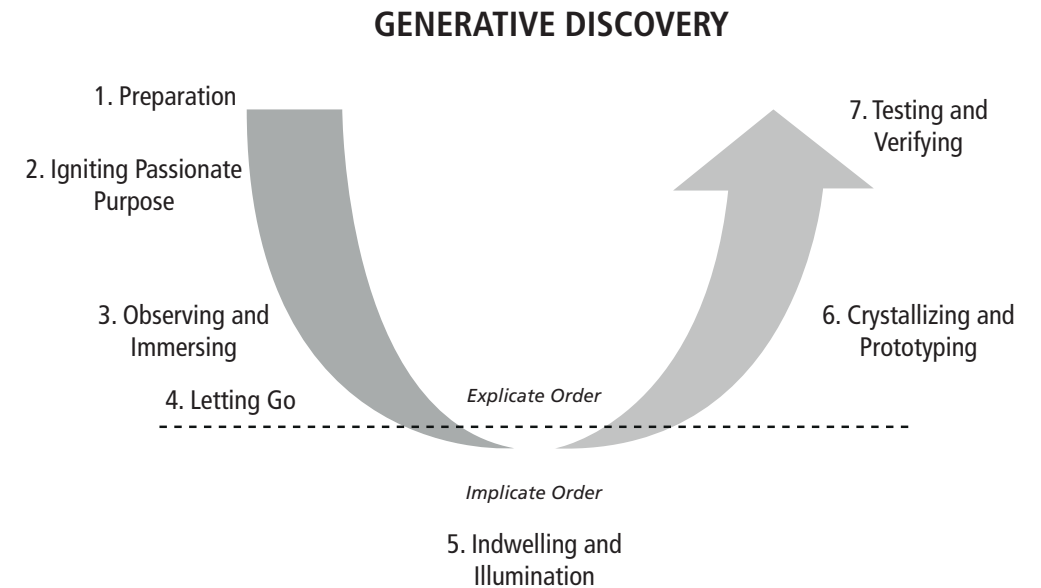 GENERATIVE DISCOVERY
1. Preparation
2. Igniting Passionate
Purpose
3. Observing and
Immersing
4. Letting Go
Explicate Order
Implicate Order
5. Indwelling and
Illumination
6. Crystallizing and
Prototyping
7. Testing and
Verifying